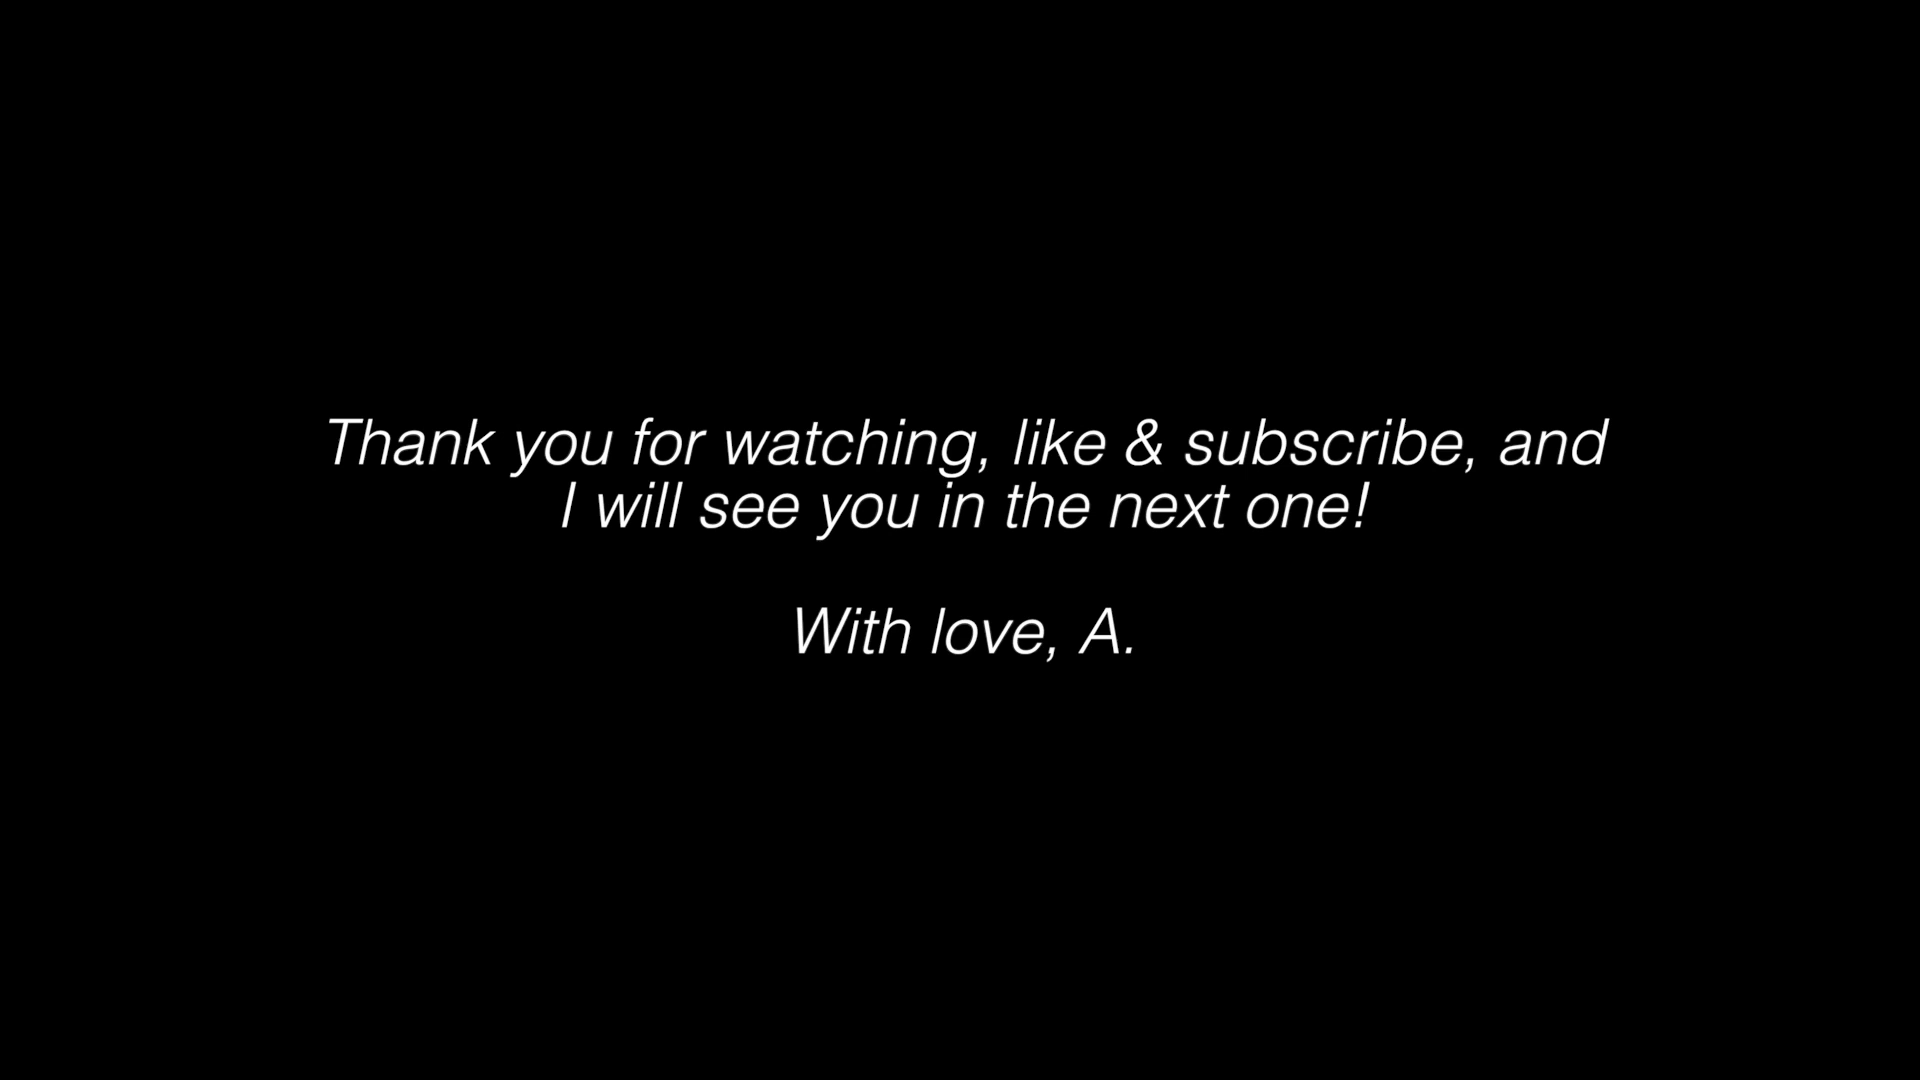 Thank you for watching, like & subscribe, and
I will see you in the next one!
With love, A.